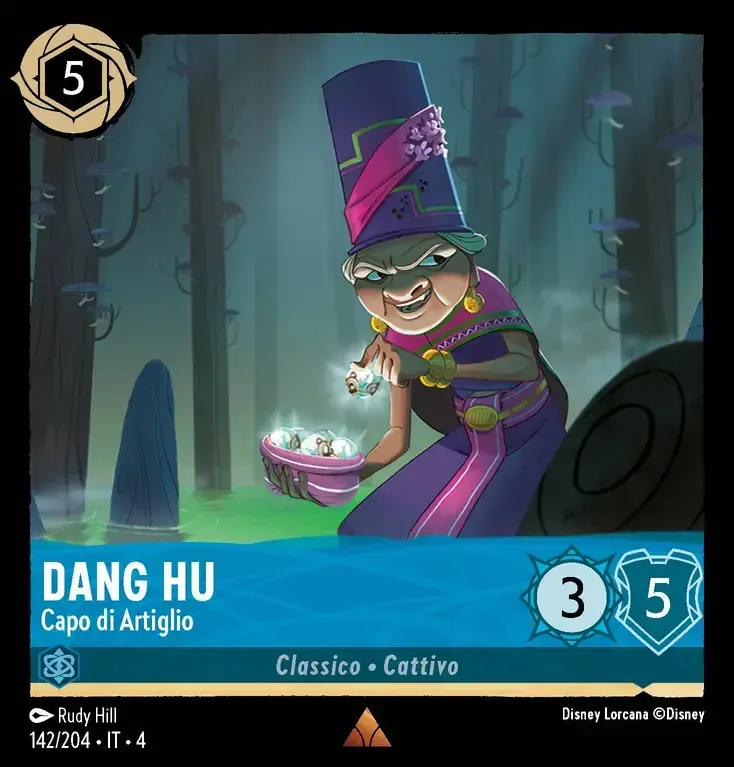 5
DANG HU
Capo di Artiglio
3
5
Classico • Cattivo
Rudy Hill
142/204 • IT • 4
Disney Lorcana ©Disney